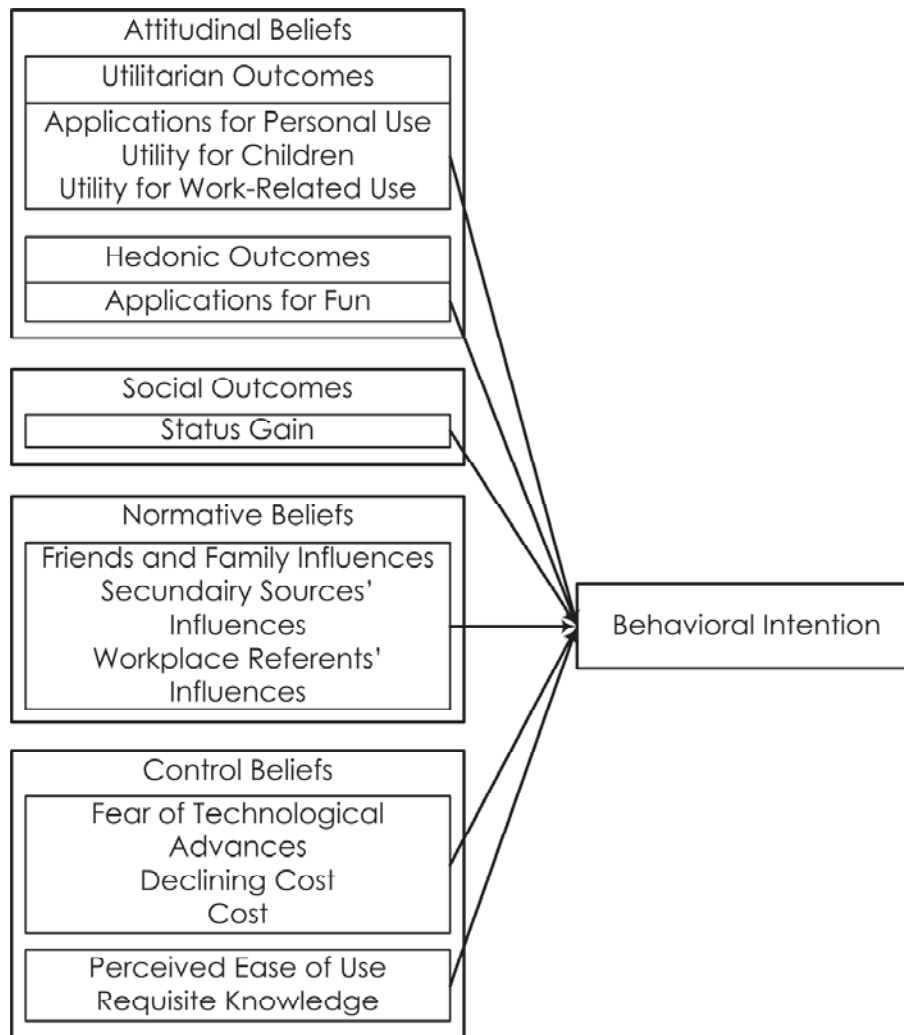 Attitudinal Beliefs
Utilitarian Outcomes
Applications for Personal Use
Utility for Children
Utility for Work-Related Use
Hedonic Outcomes
Applications for Fun
Social Outcomes
Status Gain
Normative Beliefs
Friends and Family Influences
Secundairy Sources'
Influences
Workplace Referents'
Influences
Behavioral Intention
Control Beliefs
Fear of Technological
Advances
Declining Cost
Cost
Perceived Ease of Use
Requisite Knowledge